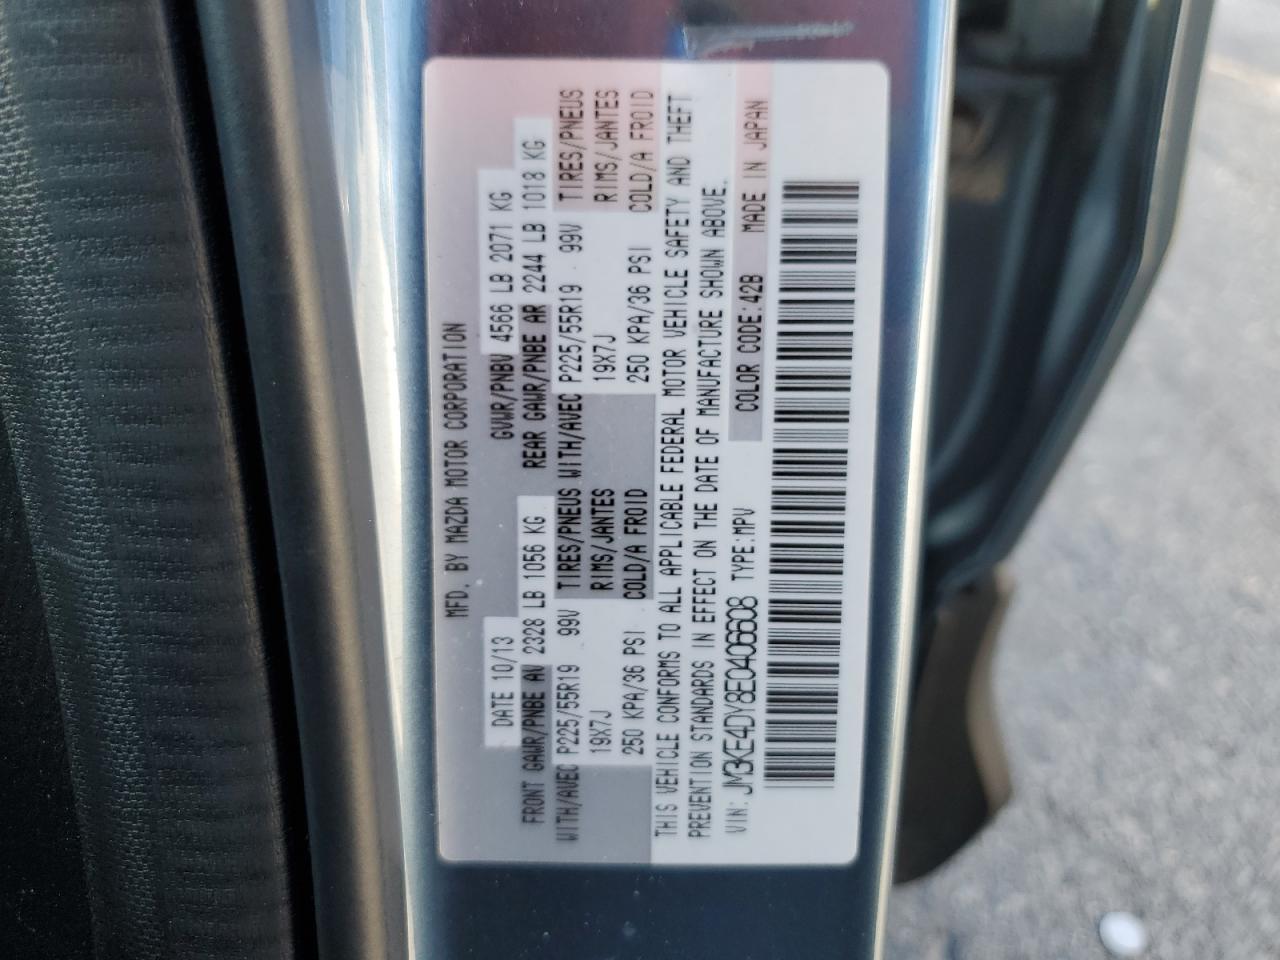 MFD. BY MAZDA MOTOR CORPORATION
DATE 10/13 GVWR/PNBV 4566 LB 2071 KG
FRONT GAWR/PNBE AV 2328 LB 1056 KG REAR GAWR/PNBE AR 2244 LB 1018 KG
WITH/AVEC P225/55R19 99V TIRES/PNEUS WITH/AVEC P225/55R19 99V TIRES/PNEUS
19X7J RIMS/JANTES 19X7J RIMS/JANTES
250 KPA/36 PSI COLD/A FROID 250 KPA/36 PSI COLD/A FROID
THIS VEHICLE CONFORMS TO ALL APPLICABLE FEDERAL MOTOR VEHICLE SAFETY AND THEFT
PREVENTION STANDARDS IN EFFECT ON THE DATE OF MANUFACTURE SHOWN ABOVE.
VIN: JM3KE4DY8E0406608 TYPE:MPV COLOR CODE:42B MADE IN JAPAN